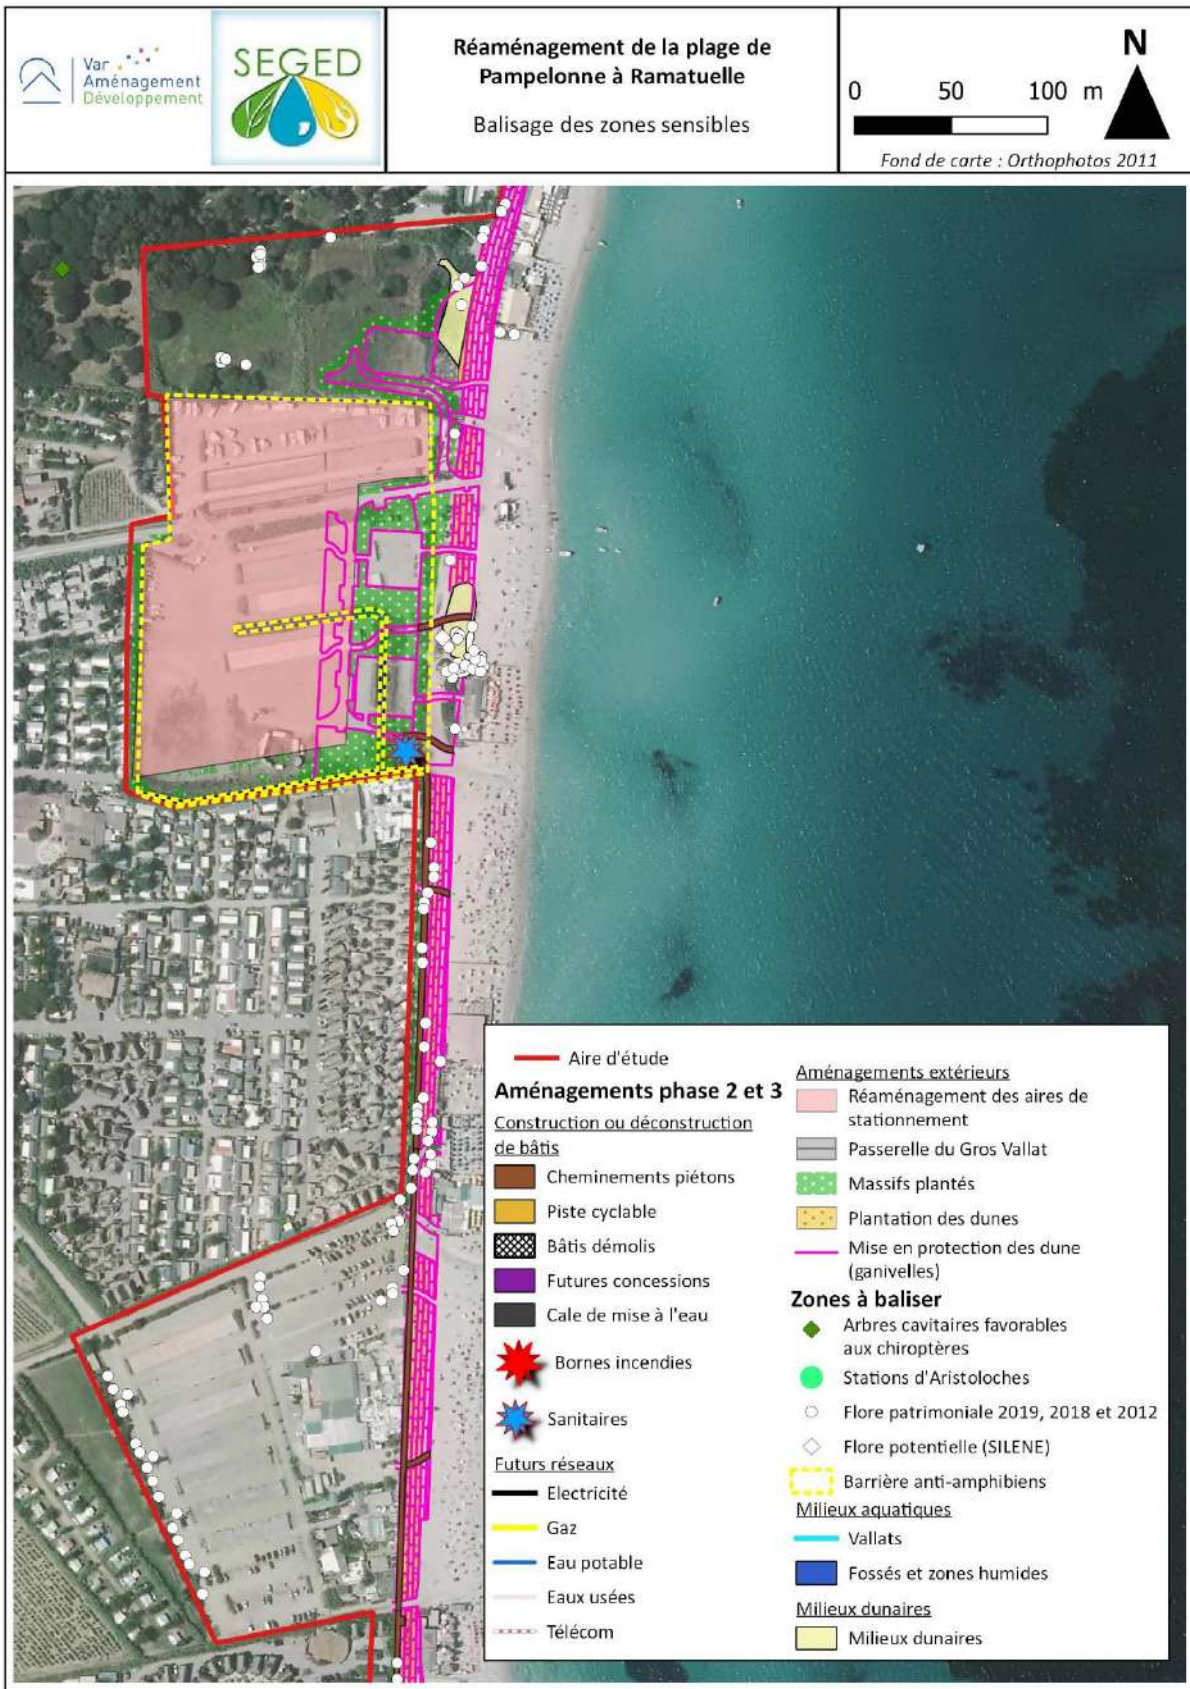 Var
Aménagement
Développement
SEGED
Réaménagement de la plage de
Pampelonne à Ramatuelle
Balisage des zones sensibles
0 50 100 m
N
Fond de carte : Orthophotos 2011
Aire d'étude
Aménagements phase 2 et 3
Construction ou déconstruction
de bâtis
Cheminements piétons
Piste cyclable
Bâtis démolis
Futures concessions
Cale de mise à l'eau
Bornes incendies
Sanitaires
Futurs réseaux
Electricité
Gaz
Eau potable
Eaux usées
Télécom
Aménagements extérieurs
Réaménagement des aires de
stationnement
Passerelle du Gros Vallat
Massifs plantés
Plantation des dunes
Mise en protection des dune
(ganivelles)
Zones à baliser
Arbres cavitaires favorables
aux chiroptères
Stations d'Aristoloches
Flore patrimoniale 2019, 2018 et 2012
Flore potentielle (SILENE)
Barrière anti-amphibiens
Milieux aquatiques
Vallats
Fossés et zones humides
Milieux dunaires
Milieux dunaires